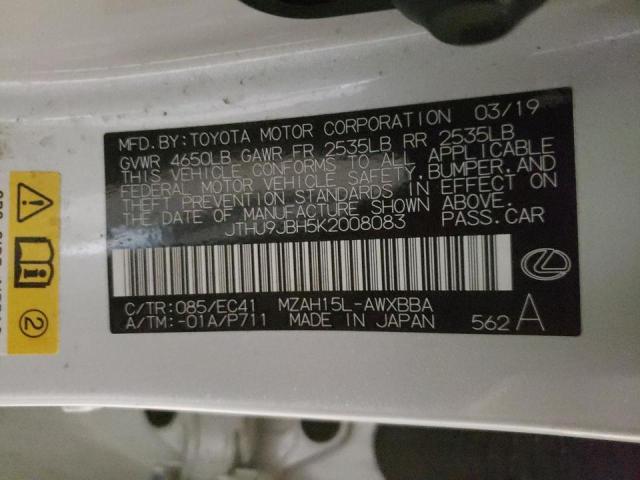 MFD.BY:TOYOTA MOTOR CORPORATION 03/19
GVWR 4650LB GAWR FR 2535LB RR 2535LB
THIS VEHICLE CONFORMS TO ALL APPLICABLE
FEDERAL MOTOR VEHICLE SAFETY,BUMPER,AND
THEFT PREVENTION STANDARDS IN EFFECT ON
THE DATE OF MANUFACTURE SHOWN ABOVE.
JTHU9JBH5K2008083 PASS.CAR
C/TR:085/EC41 MZAH15L-AWXBBA
A/TM:-01A/P711 MADE IN JAPAN 562 A
2